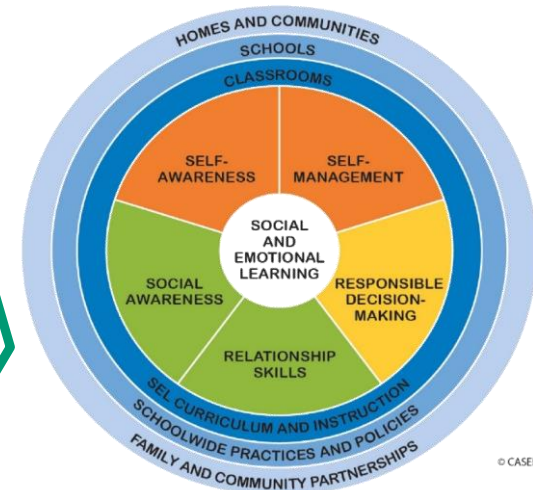 HOMES AND COMMUNITIES
SCHOOLS
CLASSROOMS
SELF-
AWARENESS
SELF-
MANAGEMENT
SOCIAL
AND
EMOTIONAL
LEARNING
SOCIAL
AWARENESS
RESPONSIBLE
DECISION-
MAKING
RELATIONSHIP
SKILLS
SEL CURRICULUM AND INSTRUCTION
SCHOOLWIDE PRACTICES AND POLICIES
FAMILY AND COMMUNITY PARTNERSHIPS
© CASEL